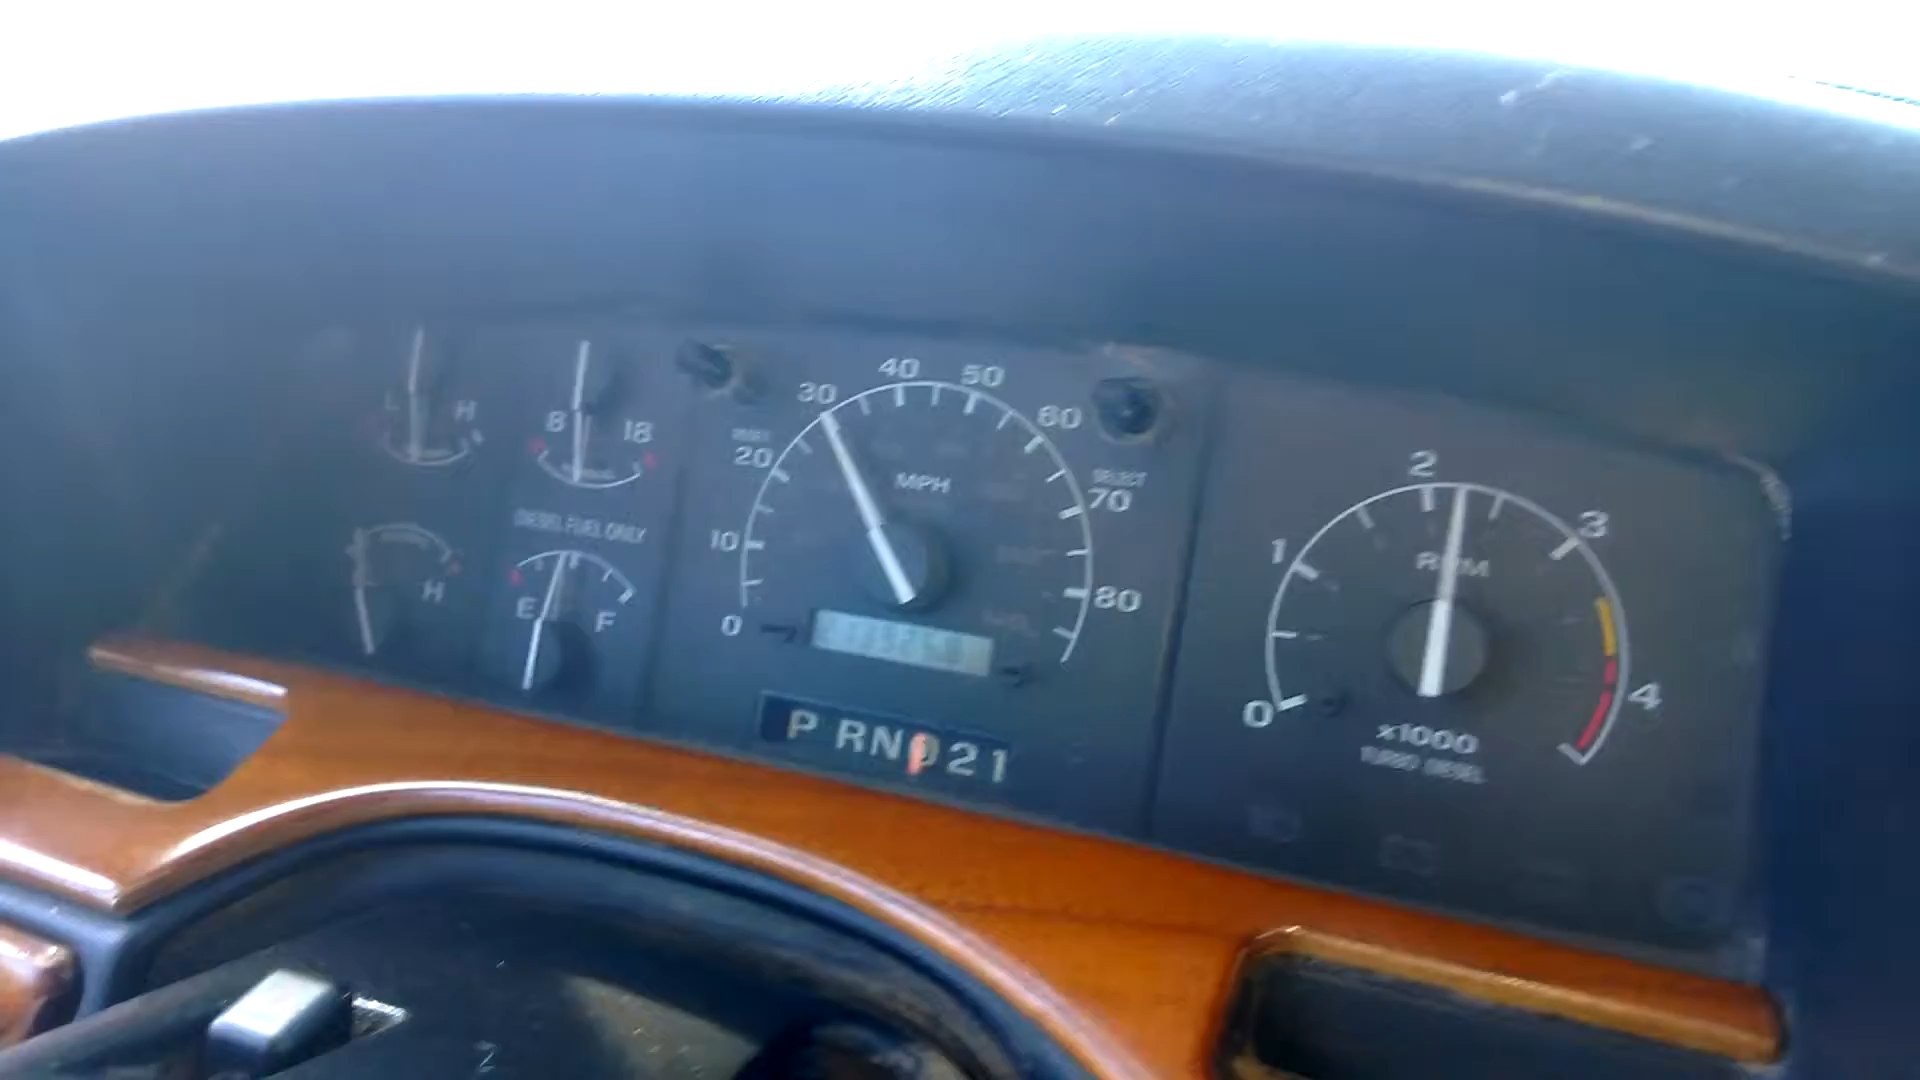 L H
8 18
DIESEL FUEL ONLY
E F
H
0 10 20 30 40 50 60 70 80
MPH
SELECT
P R N D 2 1
0 1 2 3 4
RPM
x1000
TURBO DIESEL